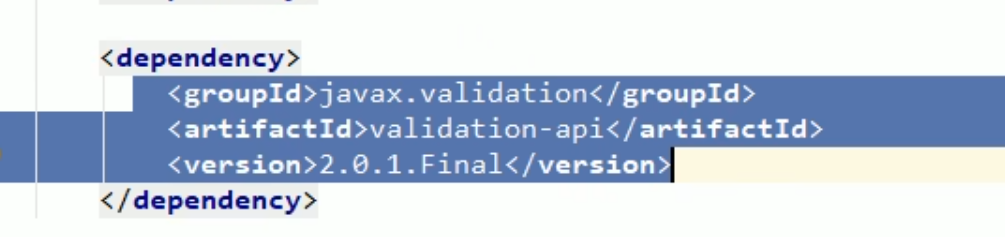 <dependency>
<groupId>javax.validation</groupId>
<artifactId>validation-api</artifactId>
<version>2.0.1.Final</version>
</dependency>